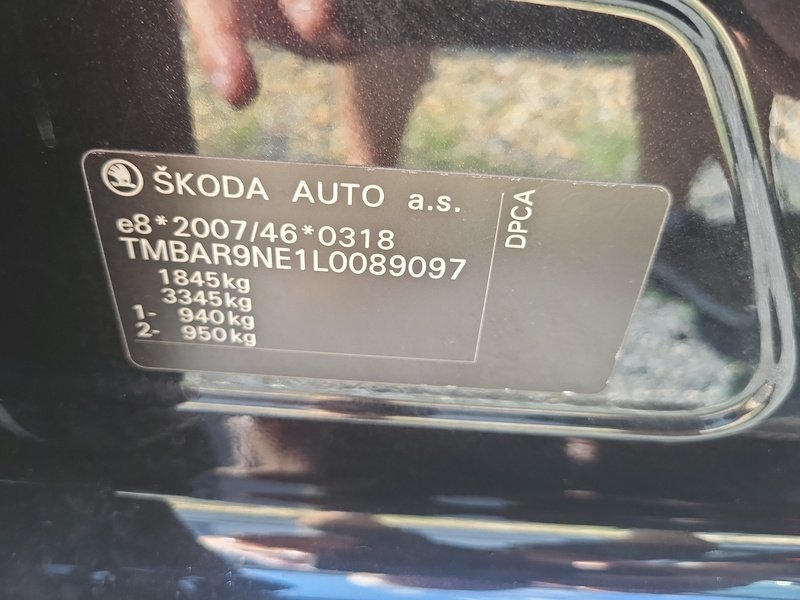 ŠKODA AUTO a.s.
e8*2007/46*0318
TMBAR9NE1L0089097
1845kg
3345kg
1- 940kg
2- 950kg
DPCA